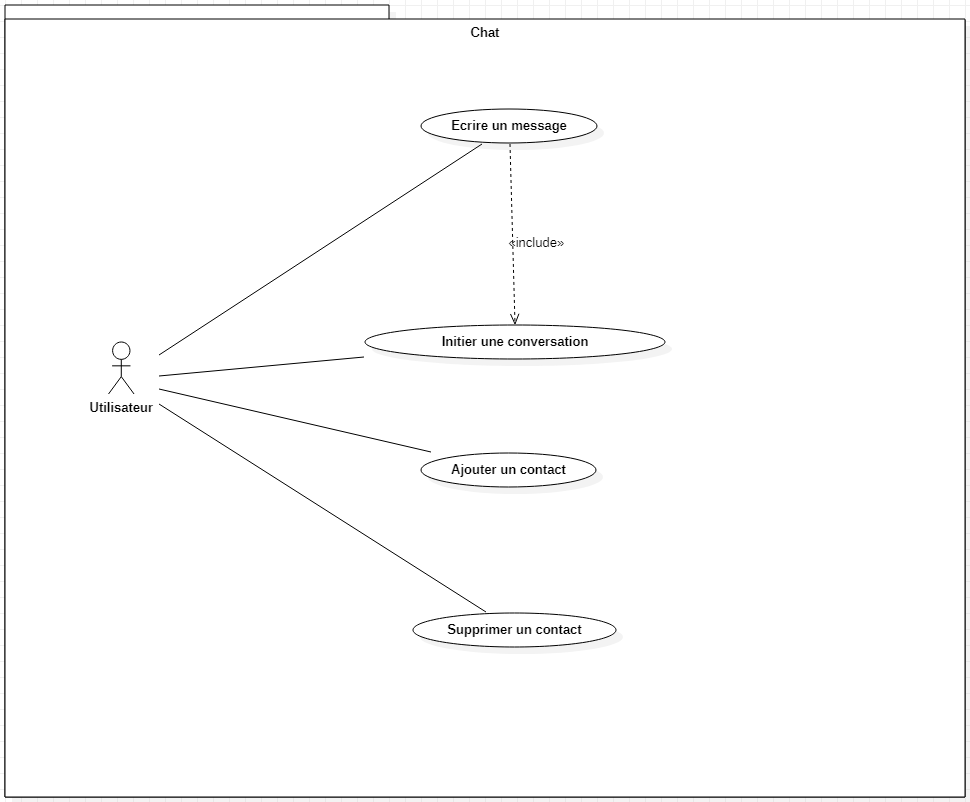 Chat
Ecrire un message
«include»
Initier une conversation
Utilisateur
Ajouter un contact
Supprimer un contact